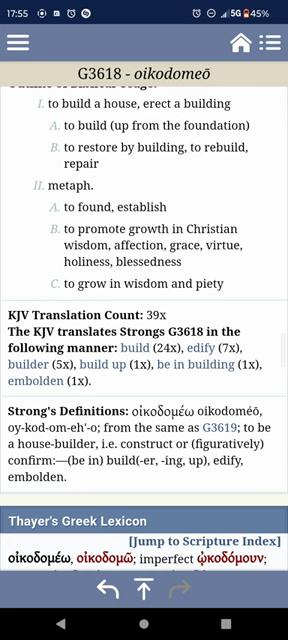 17:55
5G 45%
G3618 - oikodomeō
Outline of Biblical Usage:
I. to build a house, erect a building
A. to build (up from the foundation)
B. to restore by building, to rebuild,
repair
II. metaph.
A. to found, establish
B. to promote growth in Christian
wisdom, affection, grace, virtue,
holiness, blessedness
C. to grow in wisdom and piety
KJV Translation Count: 39x
The KJV translates Strongs G3618 in the
following manner: build (24x), edify (7x),
builder (5x), build up (1x), be in building (1x),
embolden (1x).
Strong's Definitions: οἰκοδομέω oikodoméō,
oy-kod-om-eh'-o; from the same as G3619; to be
a house-builder, i.e. construct or (figuratively)
confirm:—(be in) build(-er, -ing, up), edify,
embolden.
Thayer's Greek Lexicon
[Jump to Scripture Index]
οἰκοδομέω, οἰκοδομῶ; imperfect ᾠκοδόμουν;